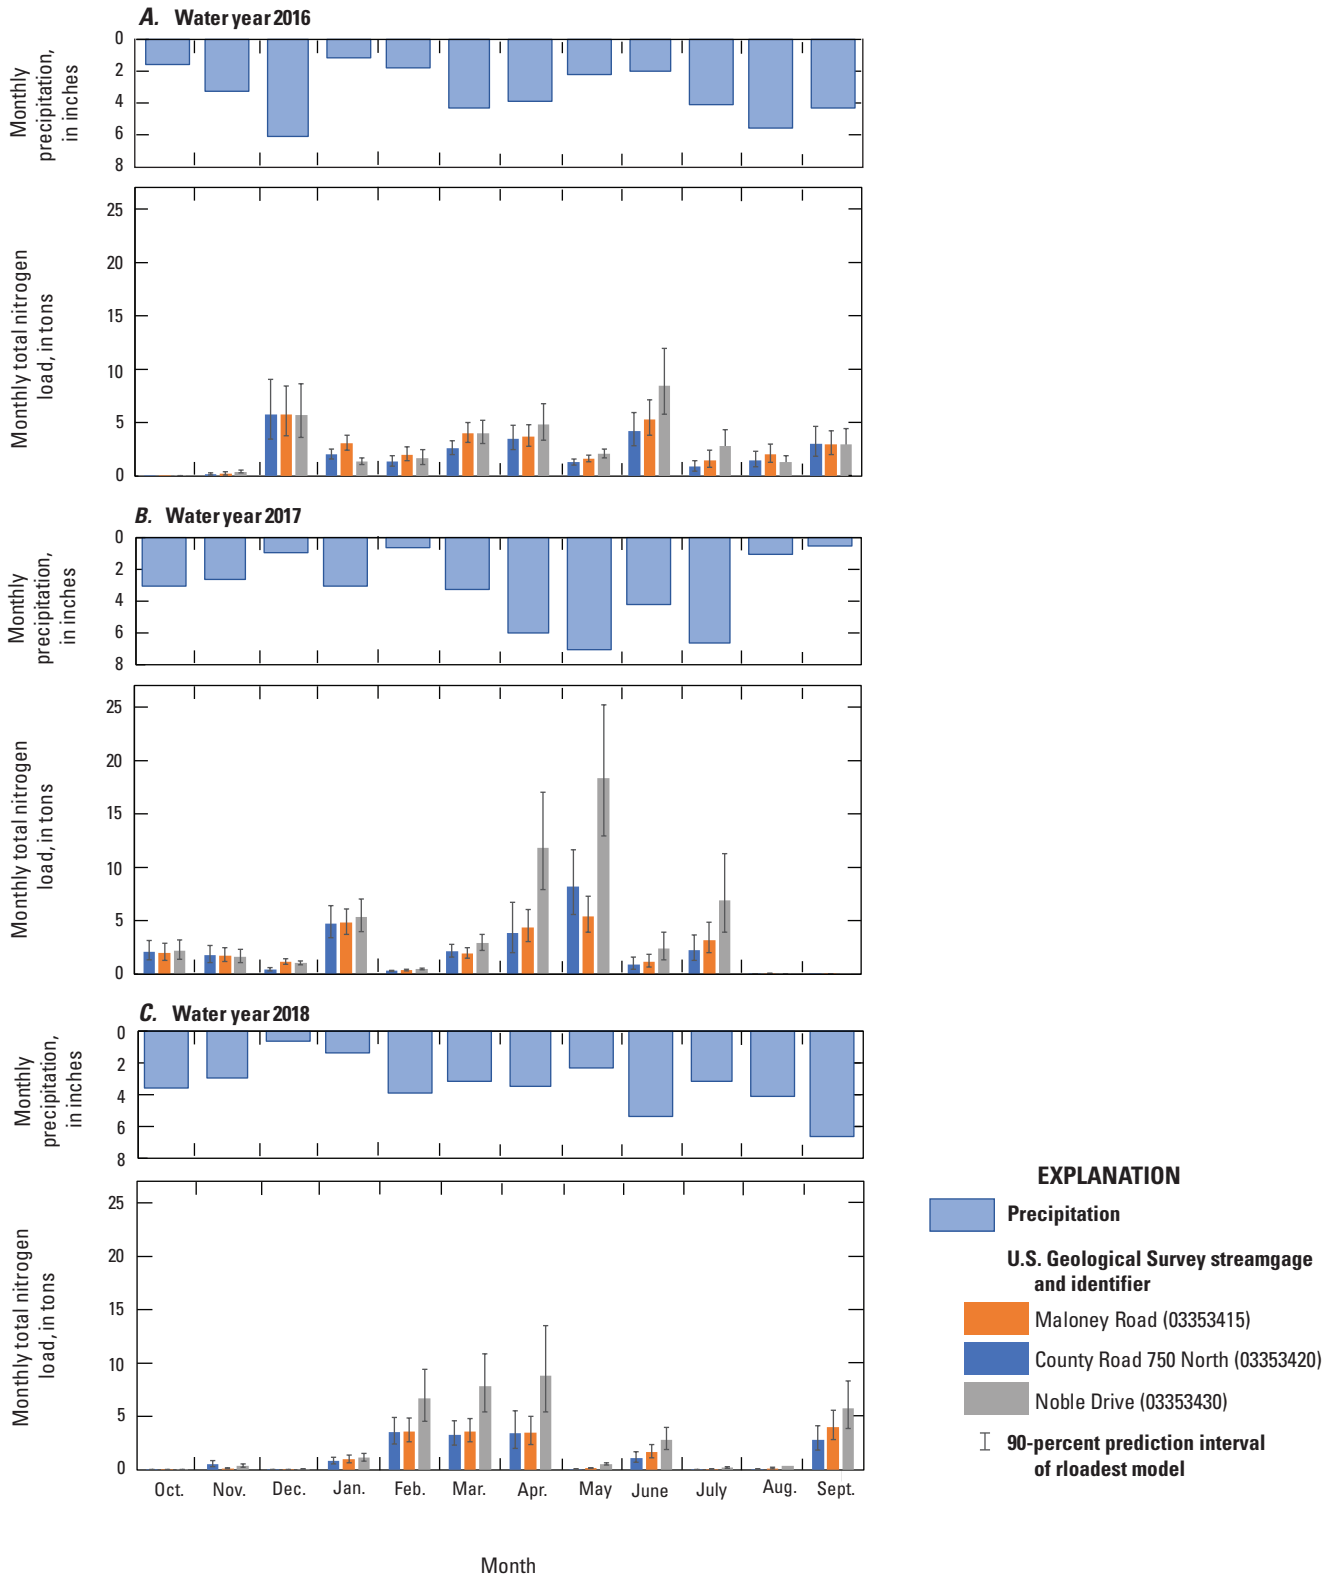 A. Water year 2016
Monthly
precipitation,
in inches
0
2
4
6
8
Monthly total nitrogen
load, in tons
25
20
15
10
5
0
B. Water year 2017
Monthly
precipitation,
in inches
0
2
4
6
8
Monthly total nitrogen
load, in tons
25
20
15
10
5
0
C. Water year 2018
Monthly
precipitation,
in inches
0
2
4
6
8
Monthly total nitrogen
load, in tons
25
20
15
10
5
0
Oct. Nov. Dec. Jan. Feb. Mar. Apr. May June July Aug. Sept.
Month
EXPLANATION
Precipitation
U.S. Geological Survey streamgage
and identifier
Maloney Road (03353415)
County Road 750 North (03353420)
Noble Drive (03353430)
90-percent prediction interval
of rloadest model